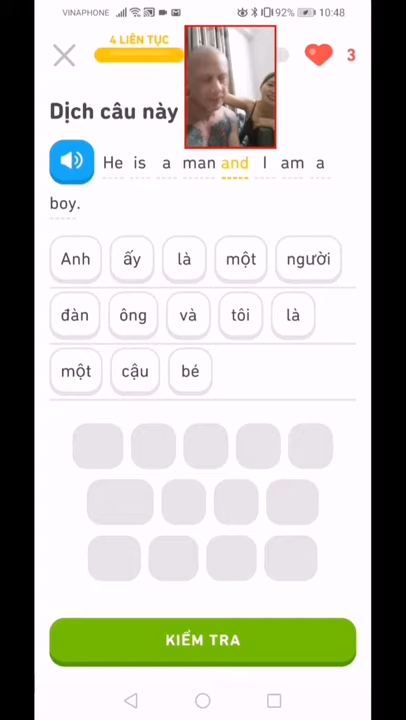 VINAPHONE 92% 10:48
4 LIÊN TỤC
3
Dịch câu này
He is a man and I am a
boy.
Anh ấy là một người
đàn ông và tôi là
một cậu bé
KIỂM TRA